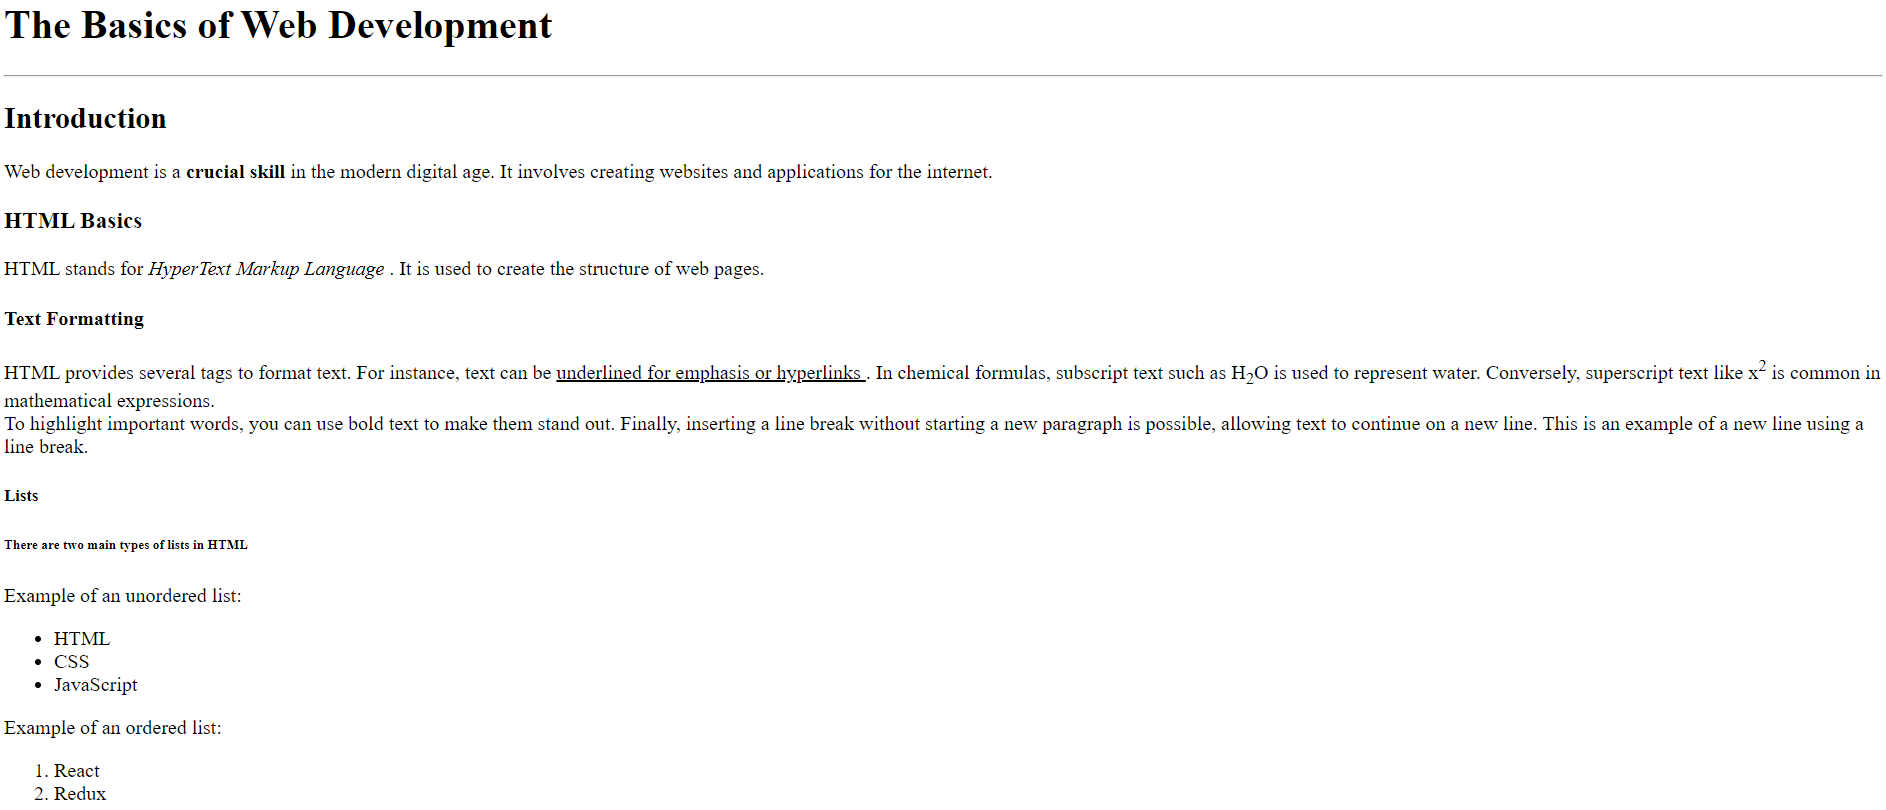 The Basics of Web Development
Introduction
Web development is a crucial skill in the modern digital age. It involves creating websites and applications for the internet.
HTML Basics
HTML stands for HyperText Markup Language . It is used to create the structure of web pages.
Text Formatting
HTML provides several tags to format text. For instance, text can be underlined for emphasis or hyperlinks . In chemical formulas, subscript text such as H₂O is used to represent water. Conversely, superscript text like x² is common in
mathematical expressions.
To highlight important words, you can use bold text to make them stand out. Finally, inserting a line break without starting a new paragraph is possible, allowing text to continue on a new line. This is an example of a new line using a
line break.
Lists
There are two main types of lists in HTML
Example of an unordered list:
• HTML
• CSS
• JavaScript
Example of an ordered list:
1. React
2. Redux